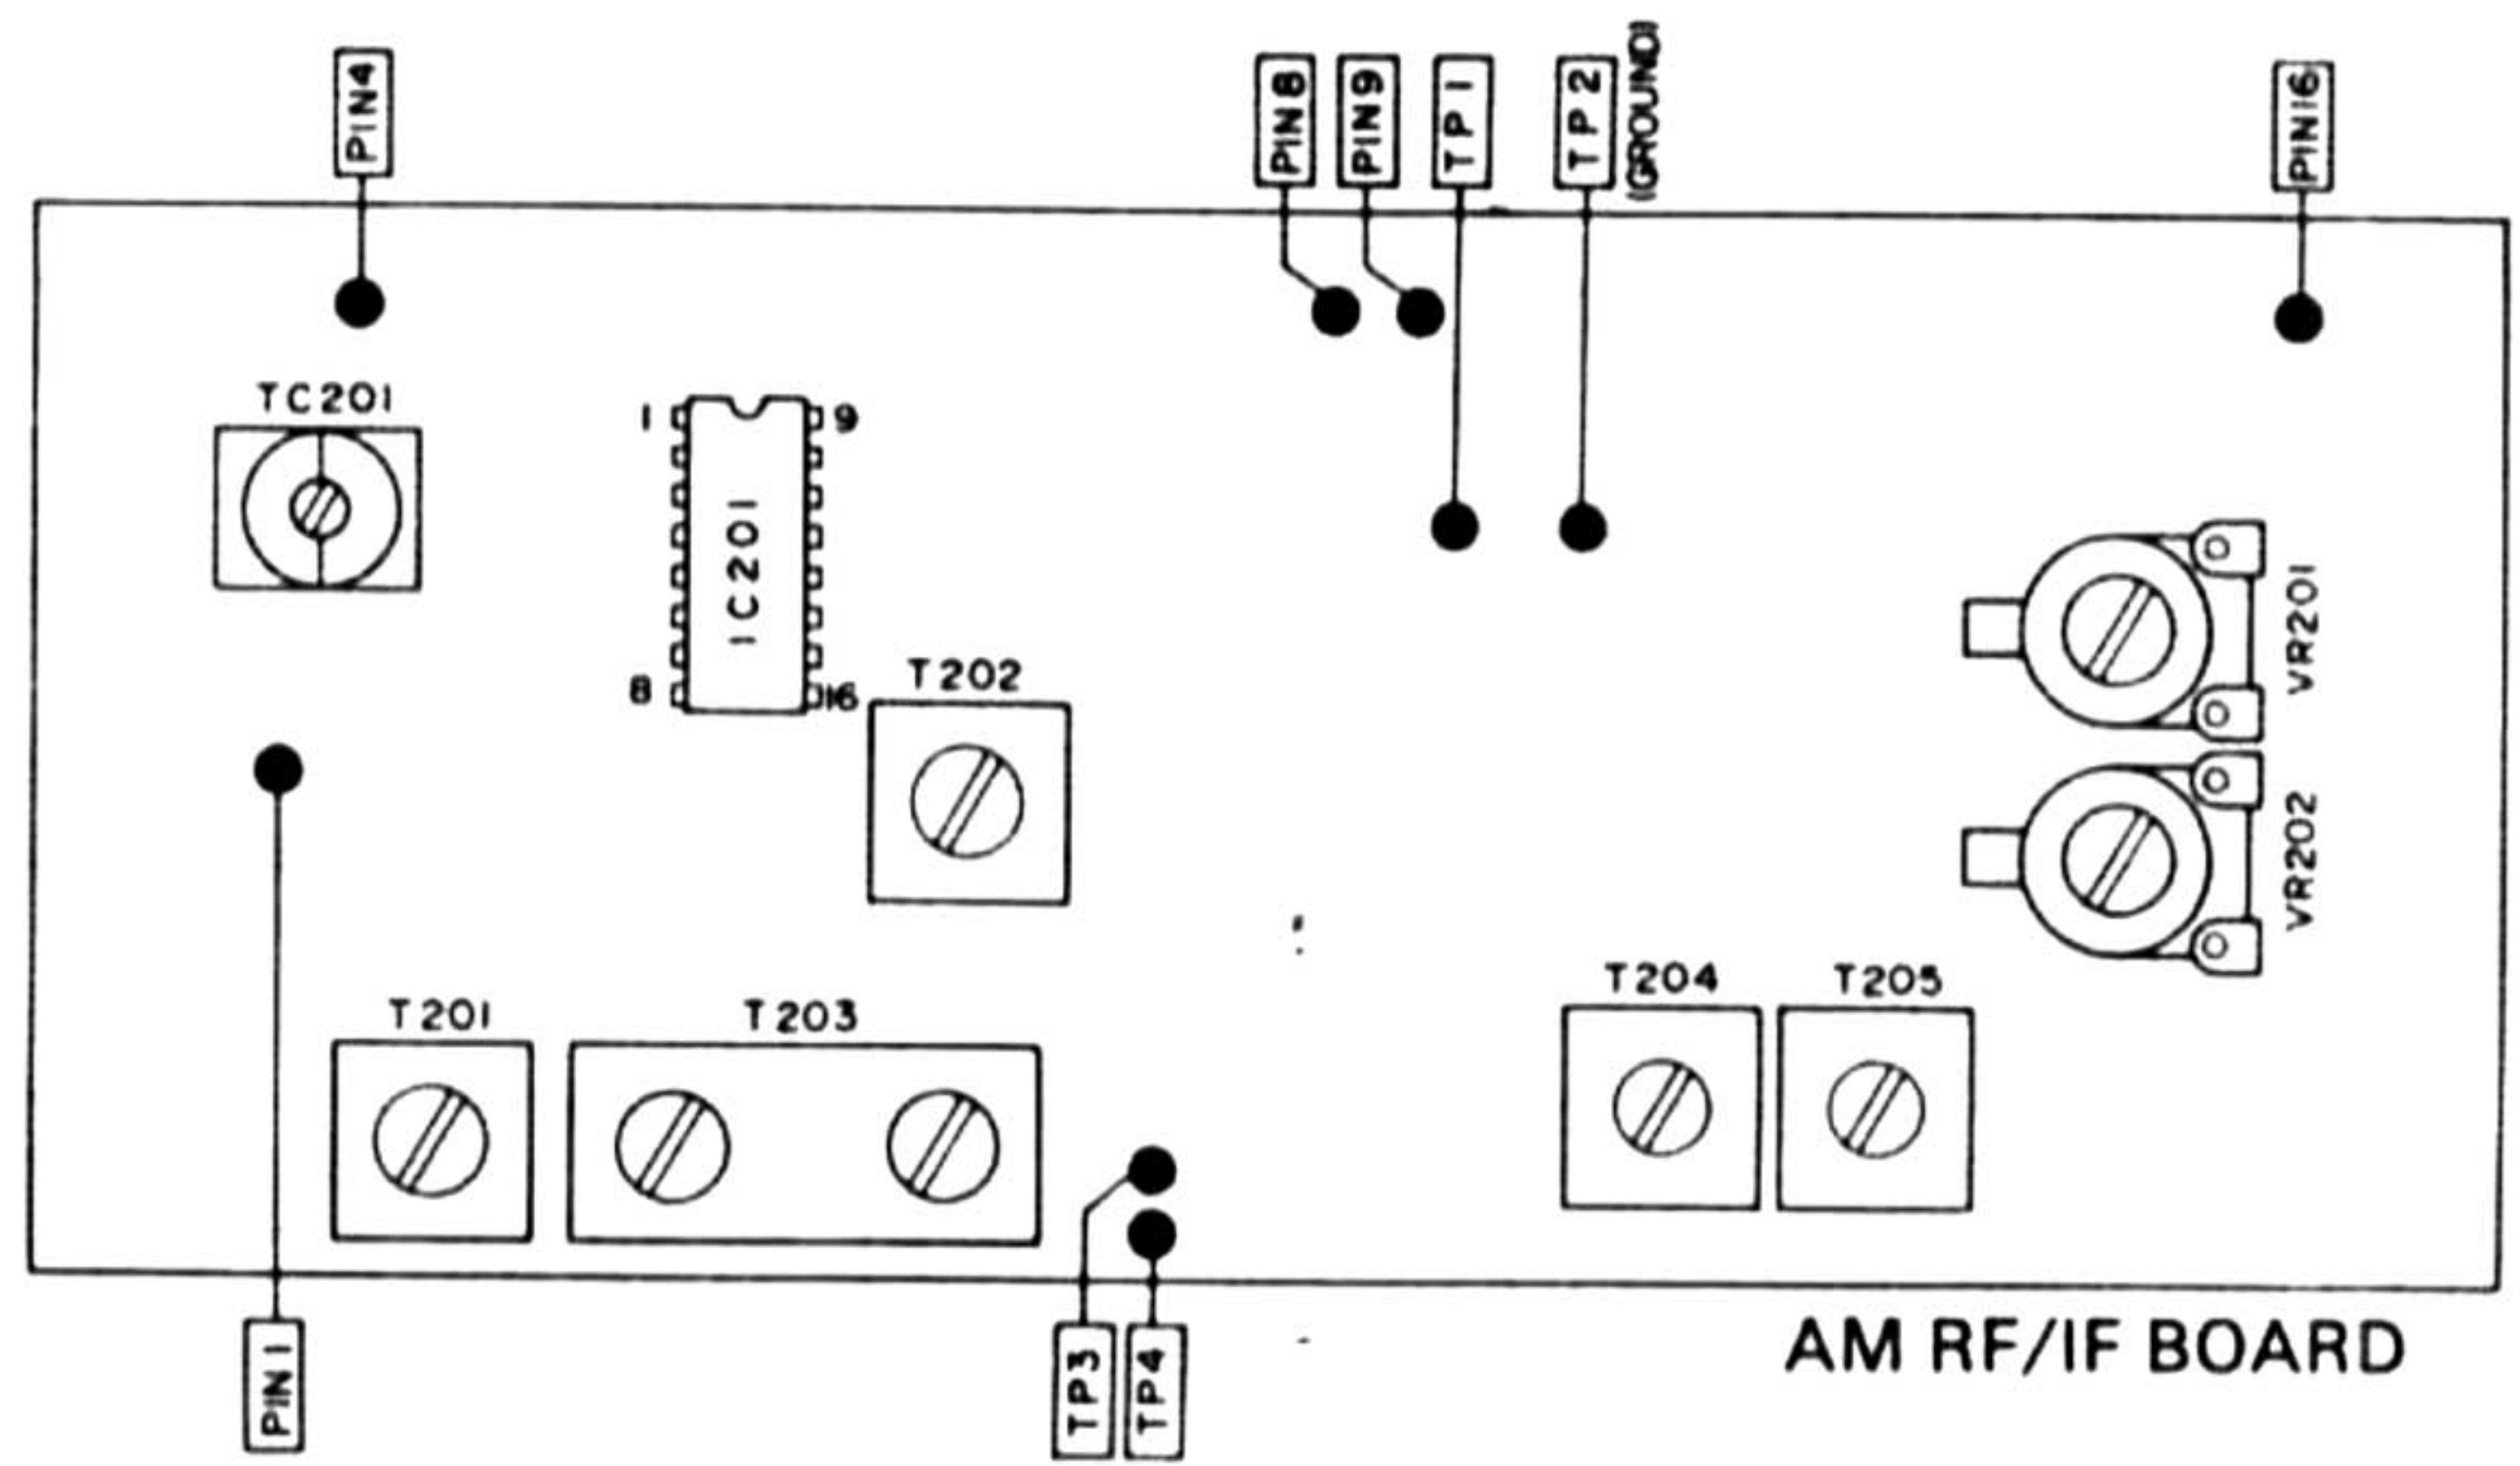 PIN4
PIN8
PIN9
TP1
TP2
(GROUND)
PIN16
TC201
1
9
IC201
8
16
T202
VR201
VR202
T204
T205
T201
T203
PIN1
TP3
TP4
AM RF/IF BOARD